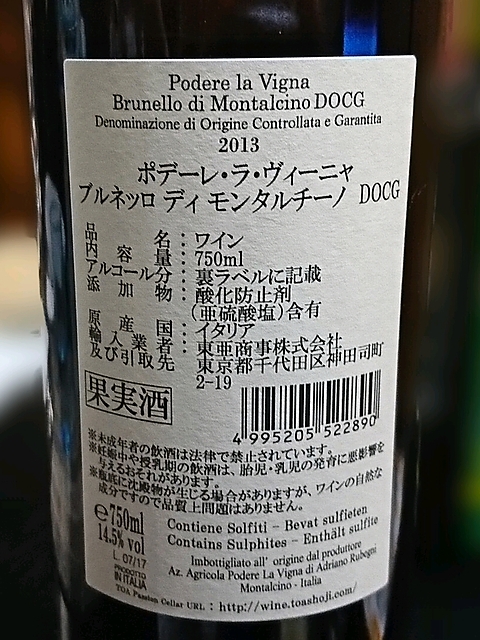 Podere la Vigna
Brunello di Montalcino DOCG
Denominazione di Origine Controllata e Garantita
2013
ポデーレ・ラ・ヴィーニャ
ブルネッロ ディ モンタルチーノ DOCG
品名：ワイン
内容量：750ml
アルコール分：裏ラベルに記載
添加物：酸化防止剤
(亜硫酸塩)含有
原産国：イタリア
輸入業者：東亜商事株式会社
及び引取先 東京都千代田区神田司町
2-19
果実酒
4 995205 522890
※未成年者の飲酒は法律で禁止されています。
※妊娠中や授乳期の飲酒は、胎児・乳児の発育に悪影響を
与えるおそれがあります。
※瓶底に沈殿物が生じる場合がありますが、ワインの自然な
成分ですので品質上問題はありません。
e750ml
14.5% vol
L. 07/17
PRODOTTO
IN ITALIA
Contiene Solfiti – Bevat sulfieten
Contains Sulphites – Enthält sulfite
Imbottigliato all' origine dal produttore
Az. Agricola Podere La Vigna di Adriano Rubegni
Montalcino - Italia
TOA Passion Cellar URL : http://wine.toashoji.com/